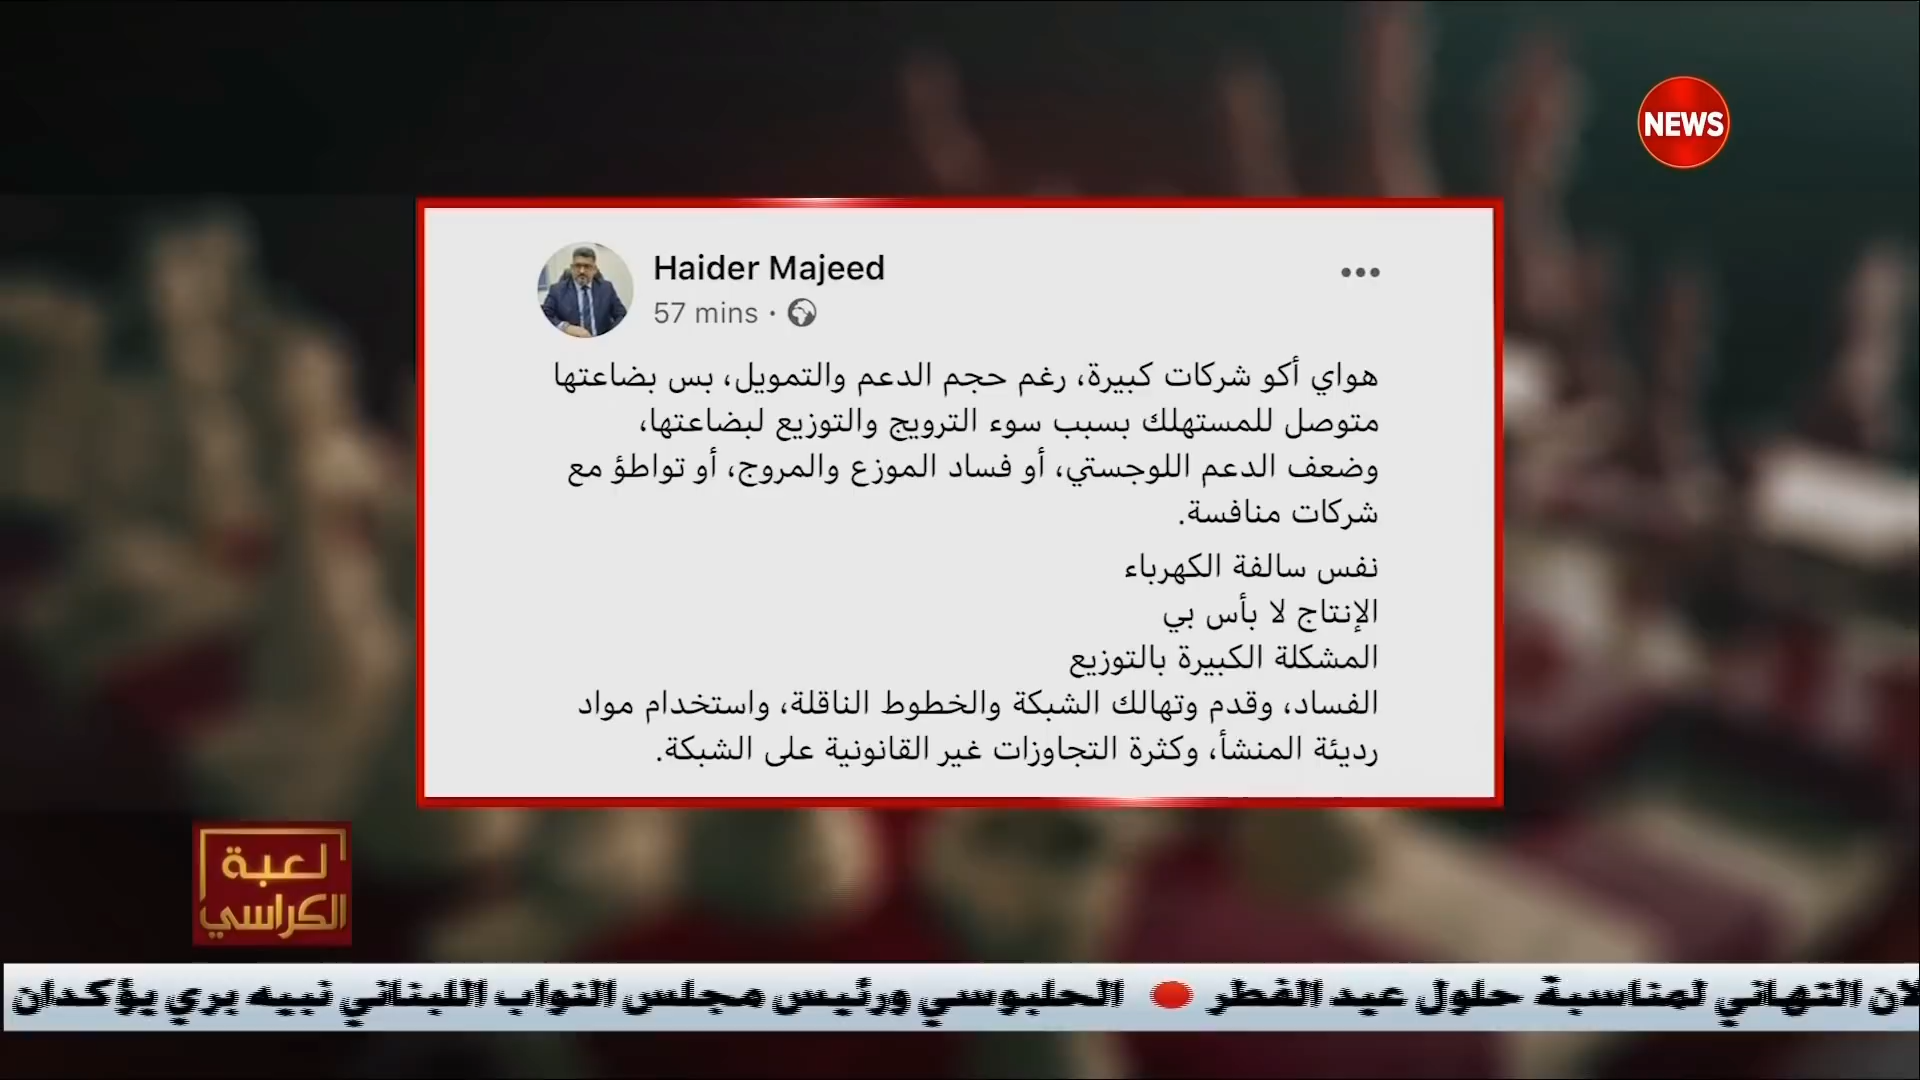 NEWS
Haider Majeed
57 mins ·
هواي أكو شركات كبيرة، رغم حجم الدعم والتمويل، بس بضاعتها
متوصل للمستهلك بسبب سوء الترويج والتوزيع لبضاعتها،
وضعف الدعم اللوجستي، أو فساد الموزع والمروج، أو تواطؤ مع
شركات منافسة.
نفس سالفة الكهرباء
الإنتاج لا بأس بي
المشكلة الكبيرة بالتوزيع
الفساد، وقدم وتهالك الشبكة والخطوط الناقلة، واستخدام مواد
رديئة المنشأ، وكثرة التجاوزات غير القانونية على الشبكة.
لعبة
الكراسي
التهاني لمناسبة حلول عيد الفطر الحلبوسي ورئيس مجلس النواب اللبناني نبيه بري يؤكدان